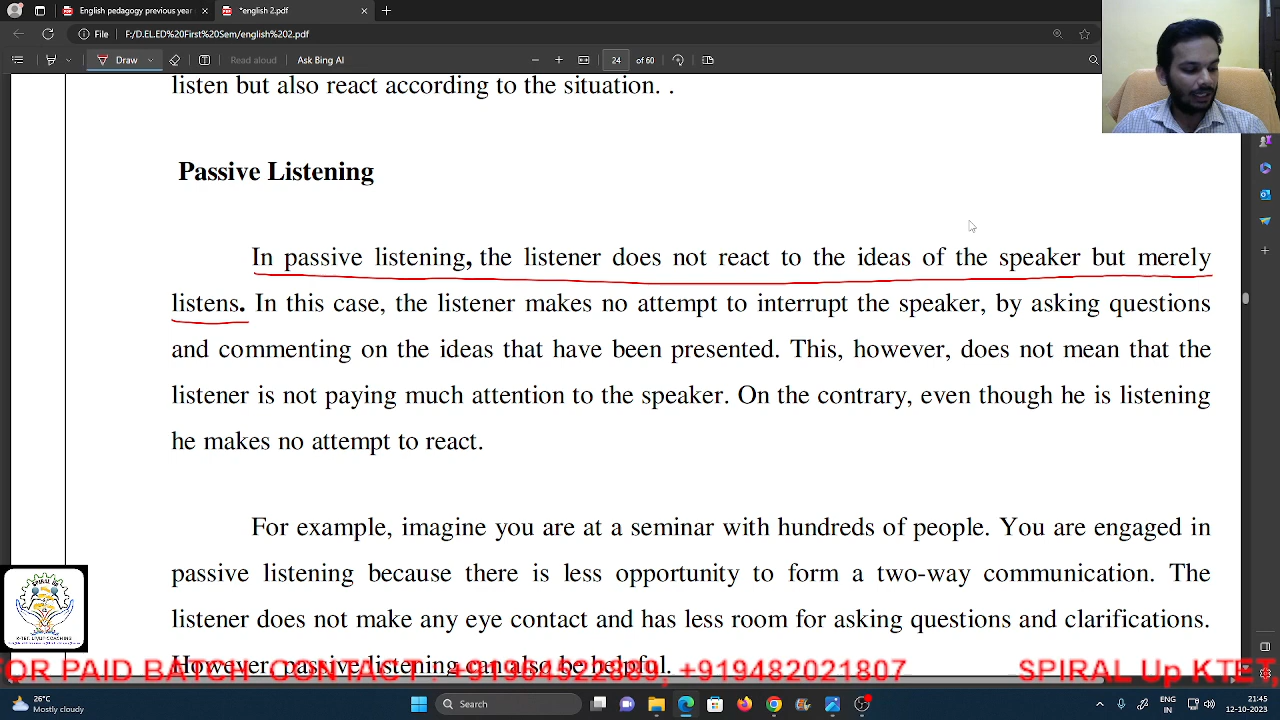 English pedagogy previous year
*english 2.pdf
File
F:/D.ELED%20First%20Sem/english%202.pdf
Draw
Read aloud
Ask Bing AI
24
of 60
listen but also react according to the situation. .
Passive Listening
In passive listening, the listener does not react to the ideas of the speaker but merely
listens. In this case, the listener makes no attempt to interrupt the speaker, by asking questions
and commenting on the ideas that have been presented. This, however, does not mean that the
listener is not paying much attention to the speaker. On the contrary, even though he is listening
he makes no attempt to react.
For example, imagine you are at a seminar with hundreds of people. You are engaged in
passive listening because there is less opportunity to form a two-way communication. The
listener does not make any eye contact and has less room for asking questions and clarifications.
However, passive listening can also be helpful.
SPIRAL UP
OR PAID BATCH CONTACT : +919482021807
SPIRAL Up KTET,
26°C
Mostly cloudy
Search
ENG
IN
21:45
12-10-2023